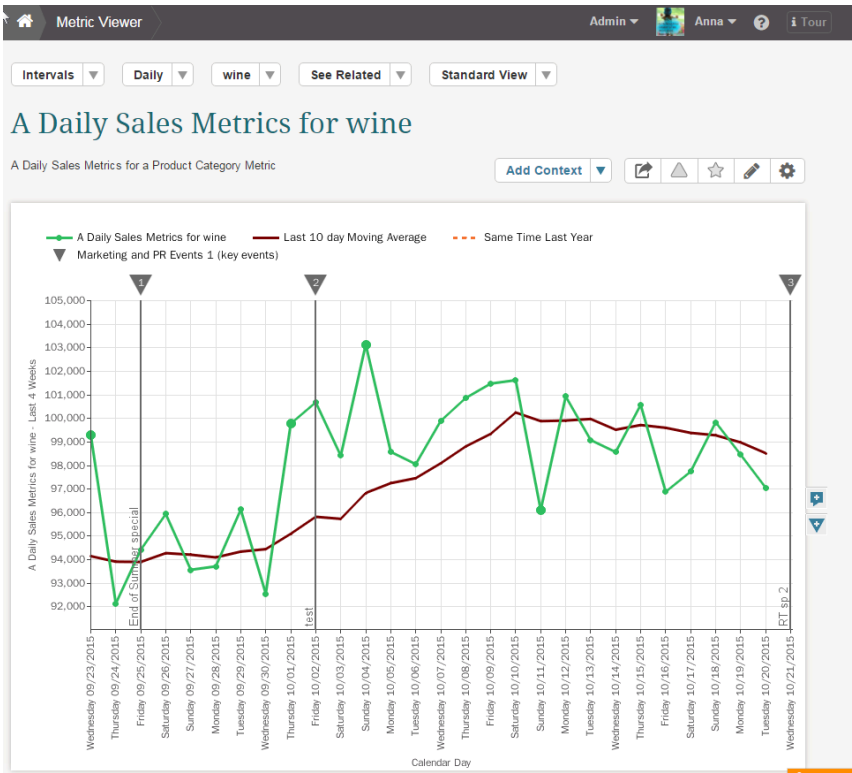 Metric Viewer Admin Anna ? i Tour
Intervals Daily wine See Related Standard View
A Daily Sales Metrics for wine
A Daily Sales Metrics for a Product Category Metric
Add Context
A Daily Sales Metrics for wine Last 10 day Moving Average Same Time Last Year
Marketing and PR Events 1 (key events)
1 2 3
105,000
104,000
103,000
102,000
101,000
100,000
99,000
98,000
97,000
96,000
95,000
94,000
93,000
92,000
A Daily Sales Metrics for wine - Last 4 Weeks
End of Summer special
test
RT sp 2
Wednesday 09/23/2015
Thursday 09/24/2015
Friday 09/25/2015
Saturday 09/26/2015
Sunday 09/27/2015
Monday 09/28/2015
Tuesday 09/29/2015
Wednesday 09/30/2015
Thursday 10/01/2015
Friday 10/02/2015
Saturday 10/03/2015
Sunday 10/04/2015
Monday 10/05/2015
Tuesday 10/06/2015
Wednesday 10/07/2015
Thursday 10/08/2015
Friday 10/09/2015
Saturday 10/10/2015
Sunday 10/11/2015
Monday 10/12/2015
Tuesday 10/13/2015
Wednesday 10/14/2015
Thursday 10/15/2015
Friday 10/16/2015
Saturday 10/17/2015
Sunday 10/18/2015
Monday 10/19/2015
Tuesday 10/20/2015
Wednesday 10/21/2015
Calendar Day